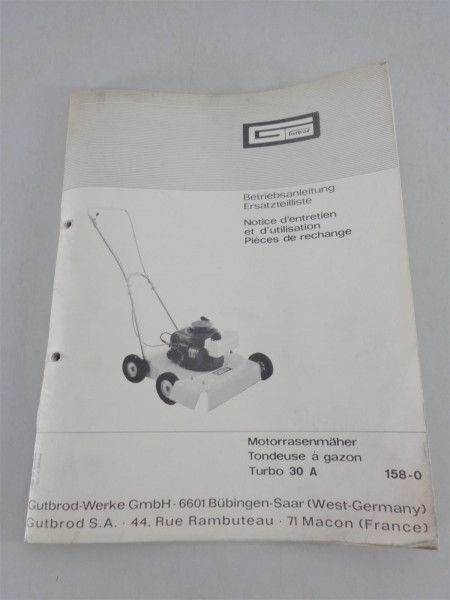 Gutbrod
Betriebsanleitung
Ersatzteilliste
Notice d'entretien
et d'utilisation
Pièces de rechange
Motorrasenmäher
Tondeuse à gazon
Turbo 30 A 158-0
Gutbrod-Werke GmbH · 6601 Bübingen-Saar (West-Germany)
Gutbrod S.A. · 44, Rue Rambuteau · 71 Macon (France)